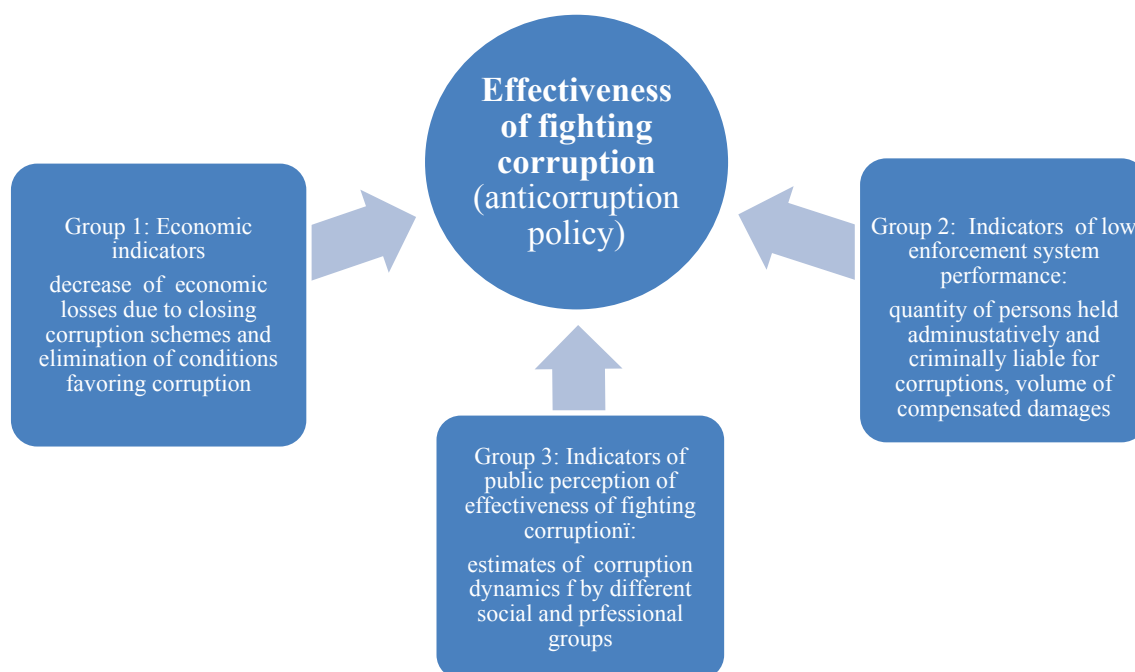 Effectiveness
of fighting
corruption
(anticorruption
policy)
Group 1: Economic
indicators
decrease of economic
losses due to closing
corruption schemes and
elimination of conditions
favoring corruption
Group 2: Indicators of low
enforcement system
performance:
quantity of persons held
adminustatively and
criminally liable for
corruptions, volume of
compensated damages
Group 3: Indicators of
public perception of
effectiveness of fighting
corruptionï:
estimates of corruption
dynamics f by different
social and prfessional
groups